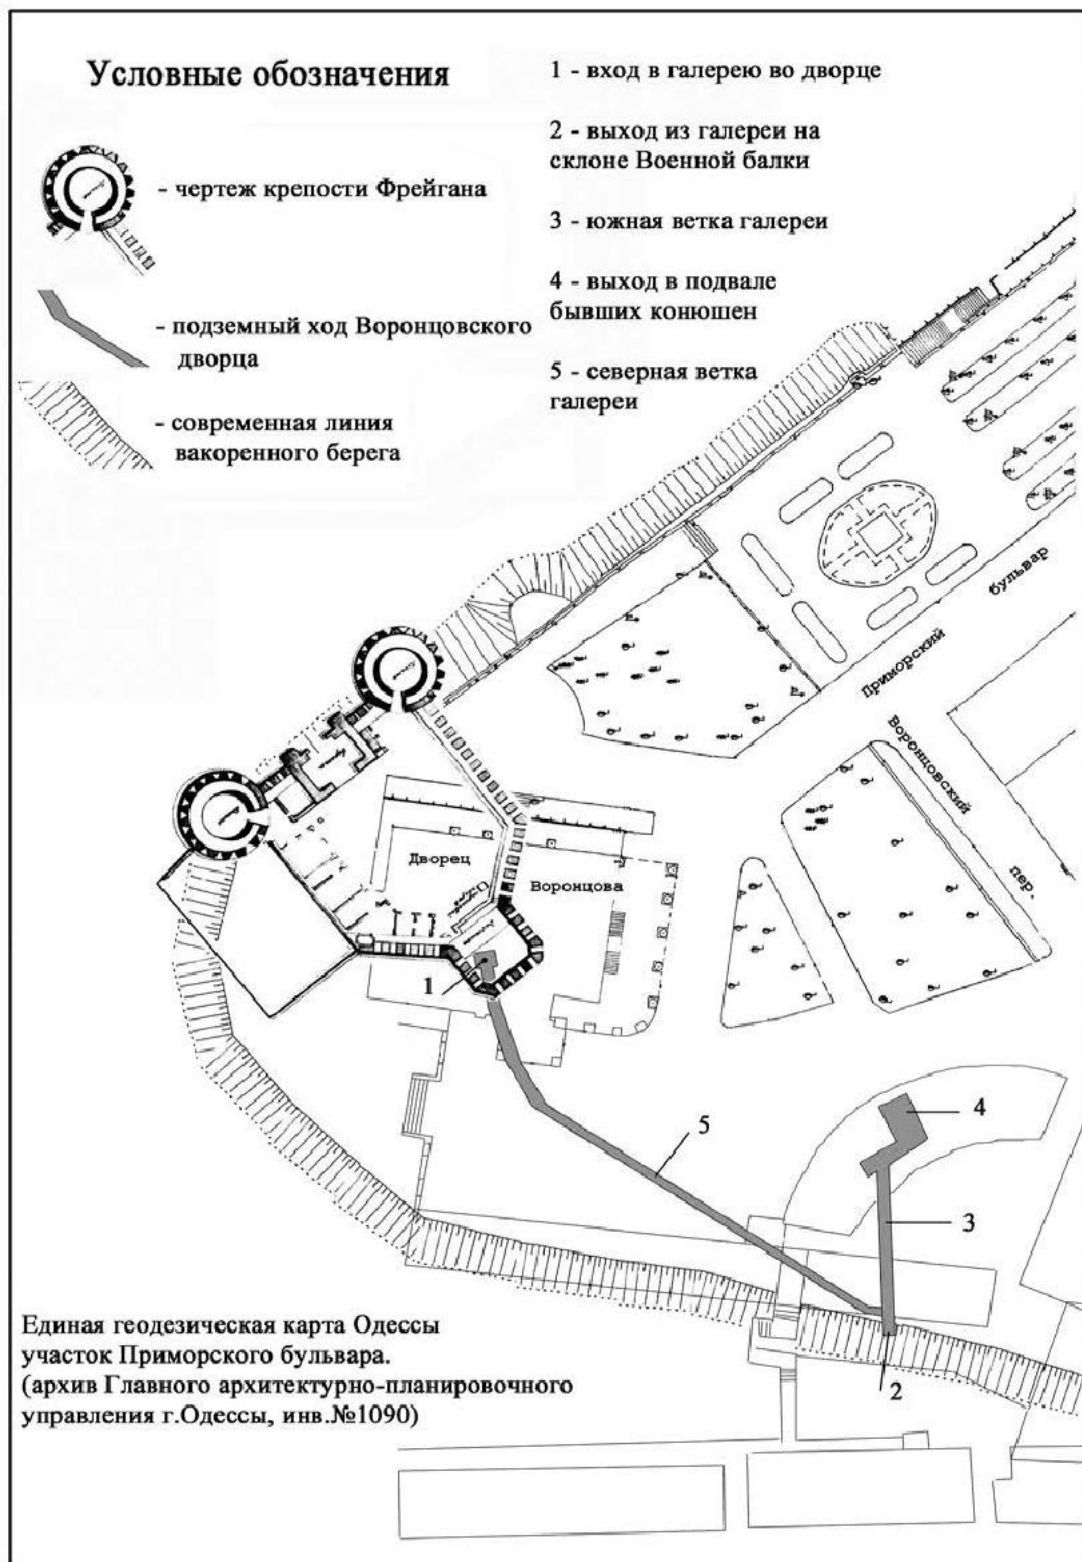 Условные обозначения
- чертеж крепости Фрейгана
- подземный ход Воронцовского
дворца
- современная линия
вакоренного берега
1 - вход в галерею во дворце
2 - выход из галереи на
склоне Военной балки
3 - южная ветка галереи
4 - выход в подвале
бывших конюшен
5 - северная ветка
галереи
бульвар
Приморский
Воронцовский
пер
Дворец
Воронцова
1
5
4
3
2
Единая геодезическая карта Одессы
участок Приморского бульвара.
(архив Главного архитектурно-планировочного
управления г.Одессы, инв.№1090)